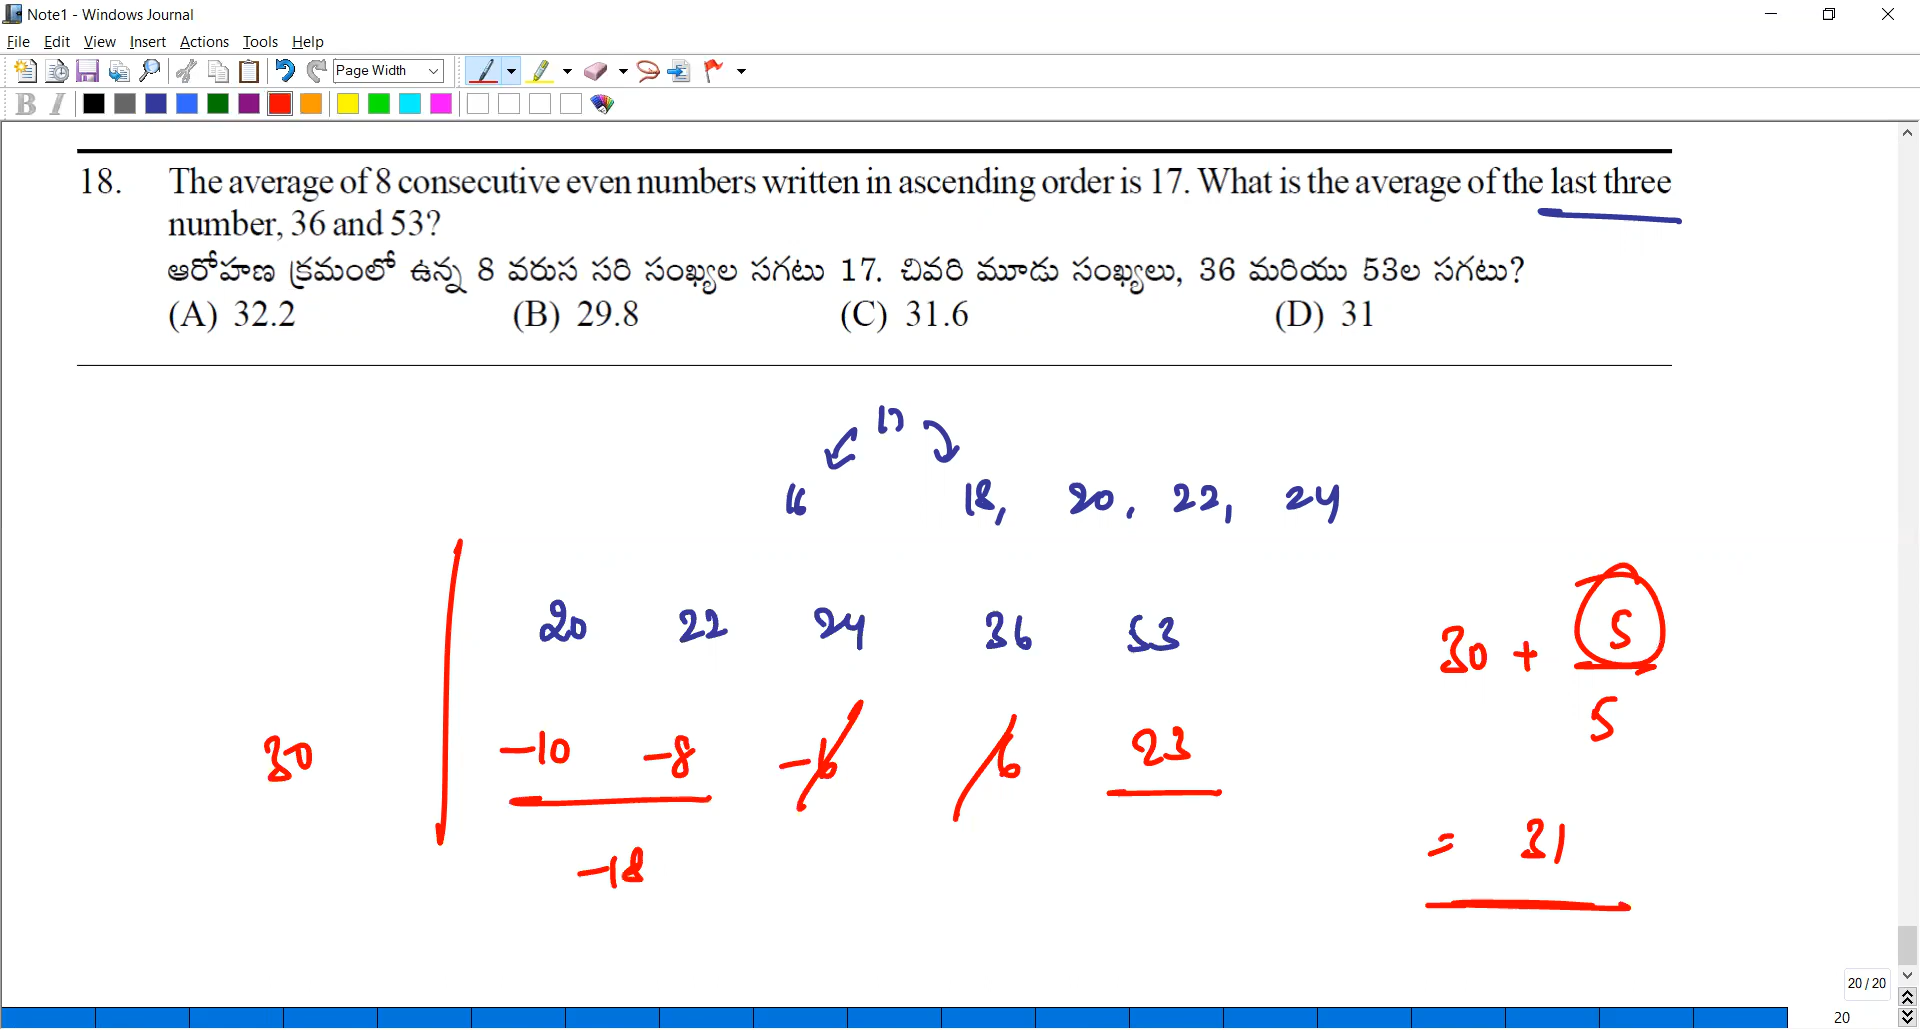 Note1 - Windows Journal
File Edit View Insert Actions Tools Help
Page Width
B I
18. The average of 8 consecutive even numbers written in ascending order is 17. What is the average of the last three
number, 36 and 53?
ఆరోహణ క్రమంలో ఉన్న 8 వరుస సరి సంఖ్యల సగటు 17. చివరి మూడు సంఖ్యలు, 36 మరియు 53ల సగటు?
(A) 32.2 (B) 29.8 (C) 31.6 (D) 31
17
16 18, 20, 22, 24
20 22 24 36 53
30 + 5
5
30 -10 -8 -6 6 23
-18
= 31
20 / 20
20